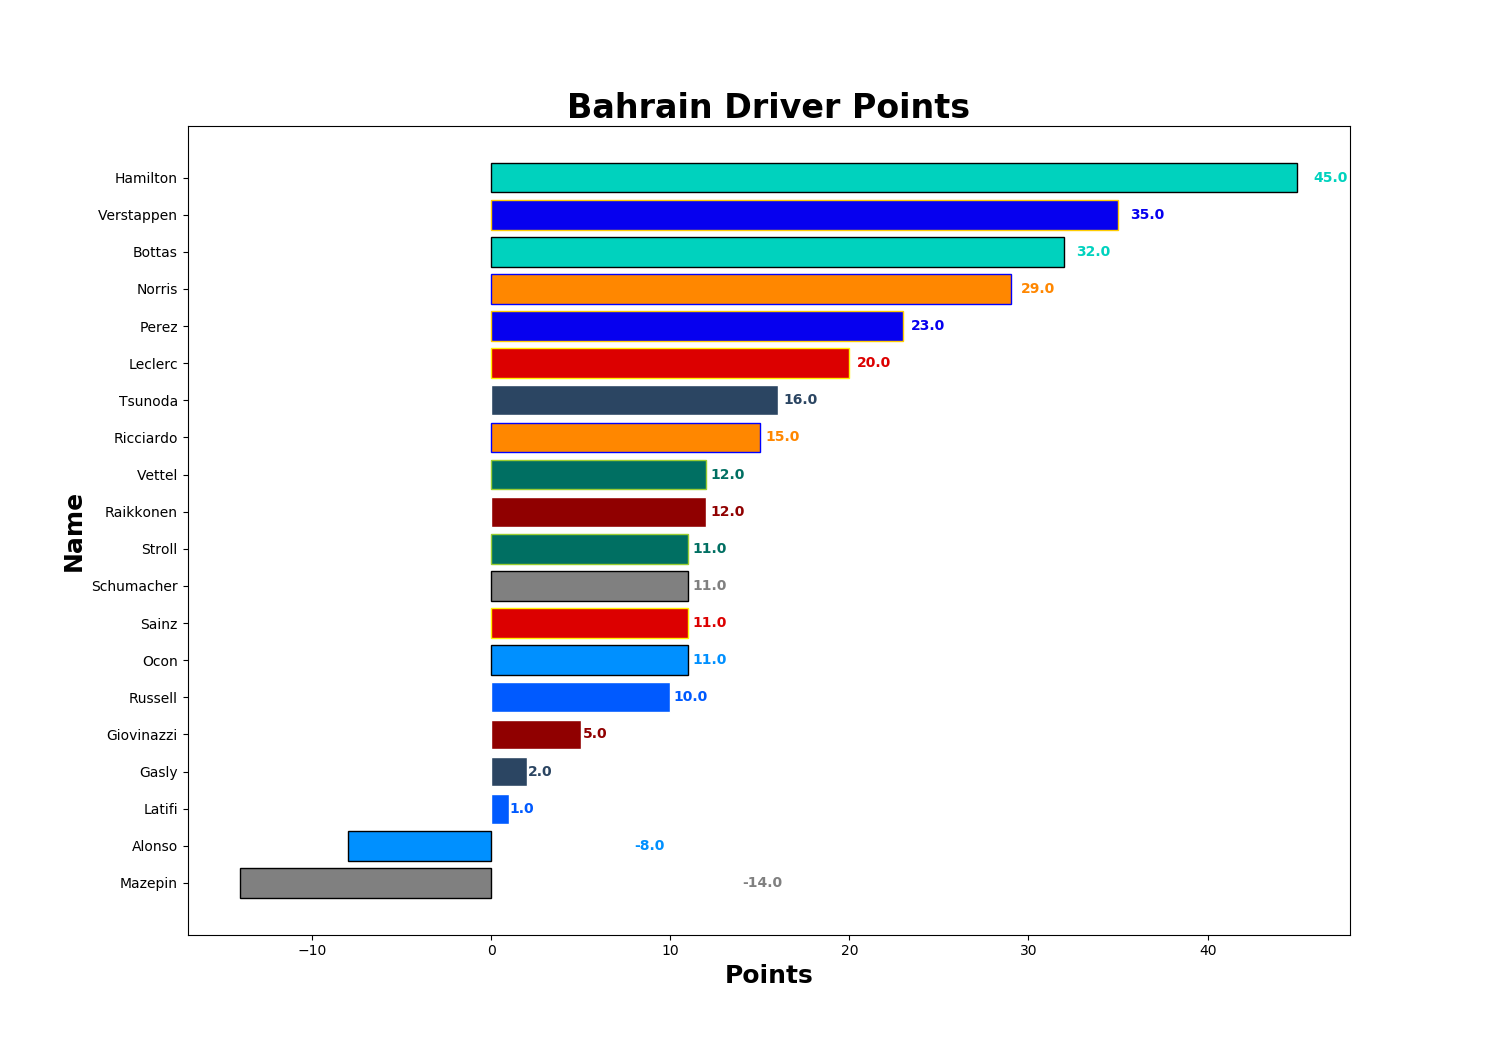 Bahrain Driver Points
Hamilton 45.0
Verstappen 35.0
Bottas 32.0
Norris 29.0
Perez 23.0
Leclerc 20.0
Tsunoda 16.0
Ricciardo 15.0
Vettel 12.0
Raikkonen 12.0
Stroll 11.0
Schumacher 11.0
Sainz 11.0
Ocon 11.0
Russell 10.0
Giovinazzi 5.0
Gasly 2.0
Latifi 1.0
Alonso -8.0
Mazepin -14.0
Name
−10 0 10 20 30 40
Points